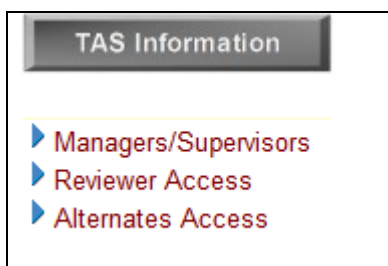 TAS Information
Managers/Supervisors
Reviewer Access
Alternates Access